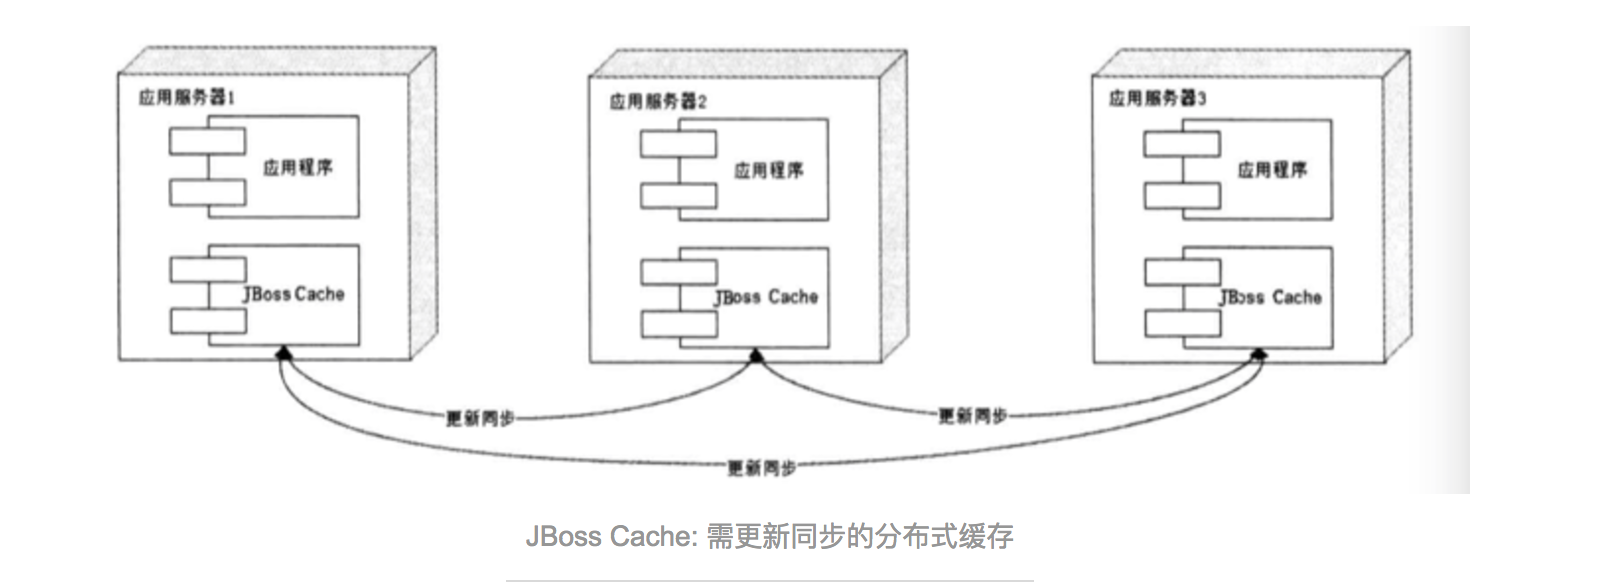 应用服务器1
应用服务器2
应用服务器3
应用程序
应用程序
应用程序
JBoss Cache
JBoss Cache
JBoss Cache
更新同步
更新同步
更新同步
JBoss Cache: 需更新同步的分布式缓存